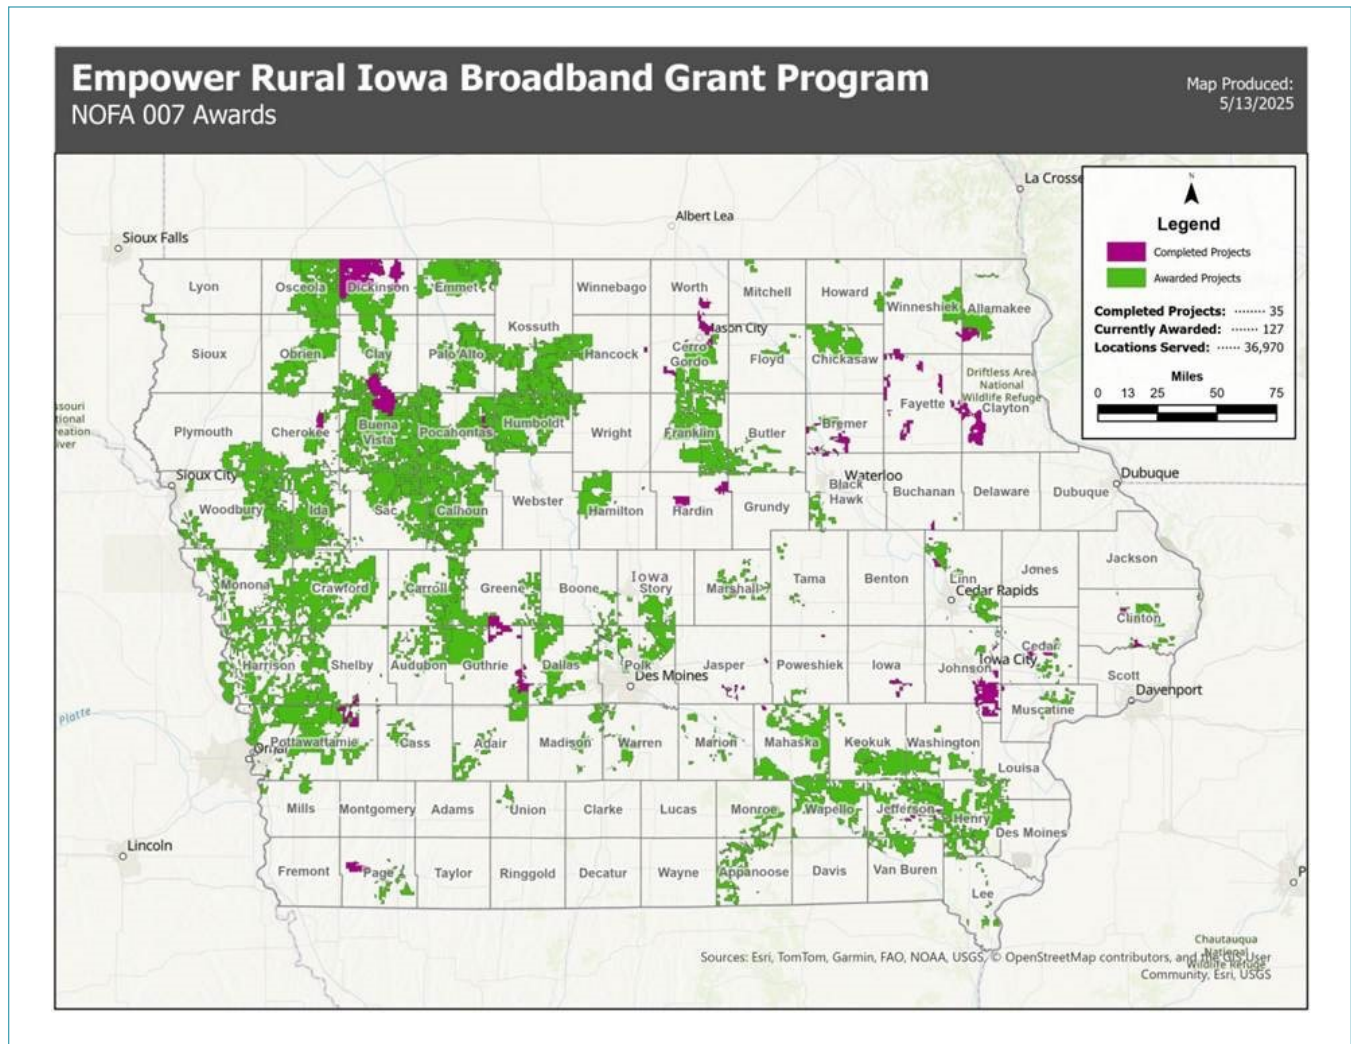 Empower Rural Iowa Broadband Grant Program
NOFA 007 Awards
Map Produced:
5/13/2025
N
Legend
Completed Projects
Awarded Projects
Completed Projects: ········ 35
Currently Awarded: ······· 127
Locations Served: ······ 36,970
Miles
0 13 25 50 75
La Crosse
Albert Lea
Sioux Falls
Lyon
Osceola
Dickinson
Emmet
Winnebago
Worth
Mitchell
Howard
Winneshiek
Allamakee
Kossuth
Mason City
Sioux
Obrien
Clay
Palo Alto
Hancock
Cerro
Gordo
Floyd
Chickasaw
Driftless Area
National
Wildlife Refuge
Fayette
Clayton
ssouri
tional
reation
iver
Plymouth
Cherokee
Buena
Vista
Pocahontas
Humboldt
Wright
Franklin
Butler
Bremer
Sioux City
Waterloo
Dubuque
Woodbury
Ida
Sac
Calhoun
Webster
Hamilton
Hardin
Grundy
Black
Hawk
Buchanan
Delaware
Dubuque
Monona
Crawford
Carroll
Greene
Boone
Iowa
Story
Marshall
Tama
Benton
Linn
Cedar Rapids
Jones
Jackson
Clinton
Harrison
Shelby
Audubon
Guthrie
Dallas
Polk
Des Moines
Jasper
Poweshiek
Iowa
Johnson
Iowa City
Cedar
Scott
Davenport
Muscatine
Platte
Pottawattamie
Cass
Adair
Madison
Warren
Marion
Mahaska
Keokuk
Washington
Louisa
Mills
Montgomery
Adams
Union
Clarke
Lucas
Monroe
Wapello
Jefferson
Henry
Des Moines
Lincoln
Fremont
Page
Taylor
Ringgold
Decatur
Wayne
Appanoose
Davis
Van Buren
Lee
P
Chautauqua
National
Wildlife Refuge
Sources: Esri, TomTom, Garmin, FAO, NOAA, USGS, © OpenStreetMap contributors, and the GIS User
Community, Esri, USGS